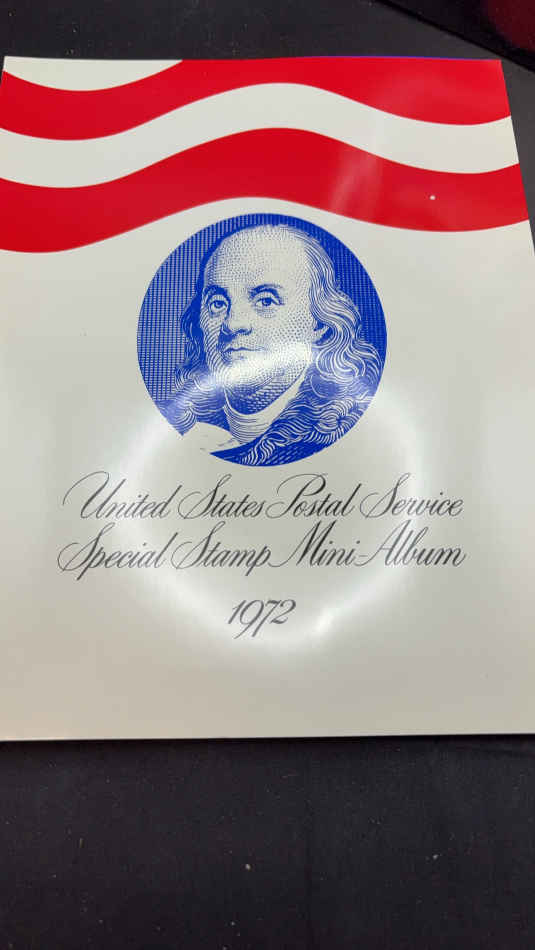 United States Postal Service
Special Stamp Mini-Album
1972